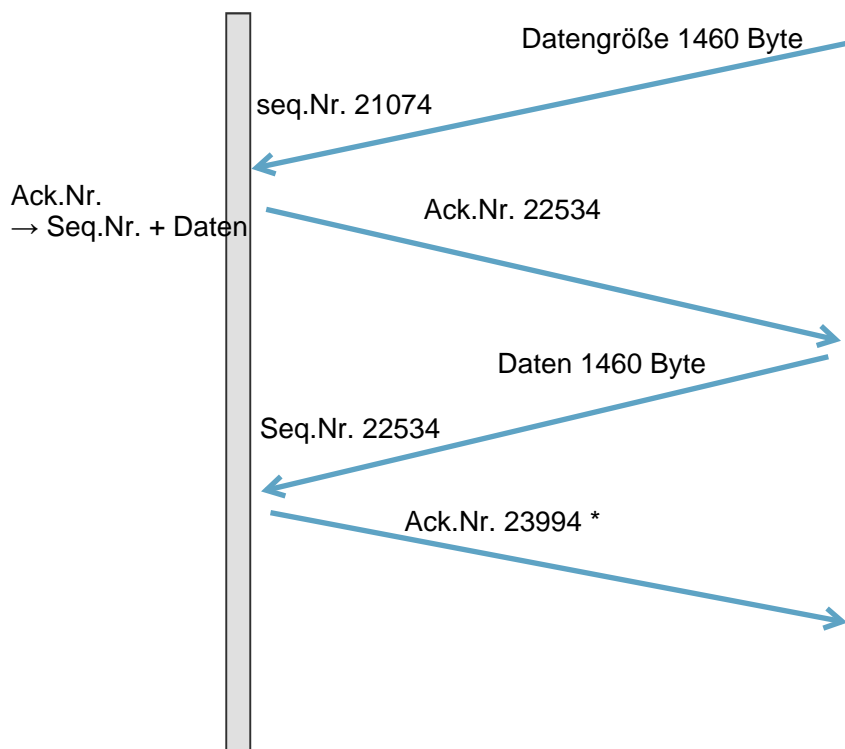 Datengröße 1460 Byte
seq.Nr. 21074
Ack.Nr.
→ Seq.Nr. + Daten
Ack.Nr. 22534
Daten 1460 Byte
Seq.Nr. 22534
Ack.Nr. 23994 *